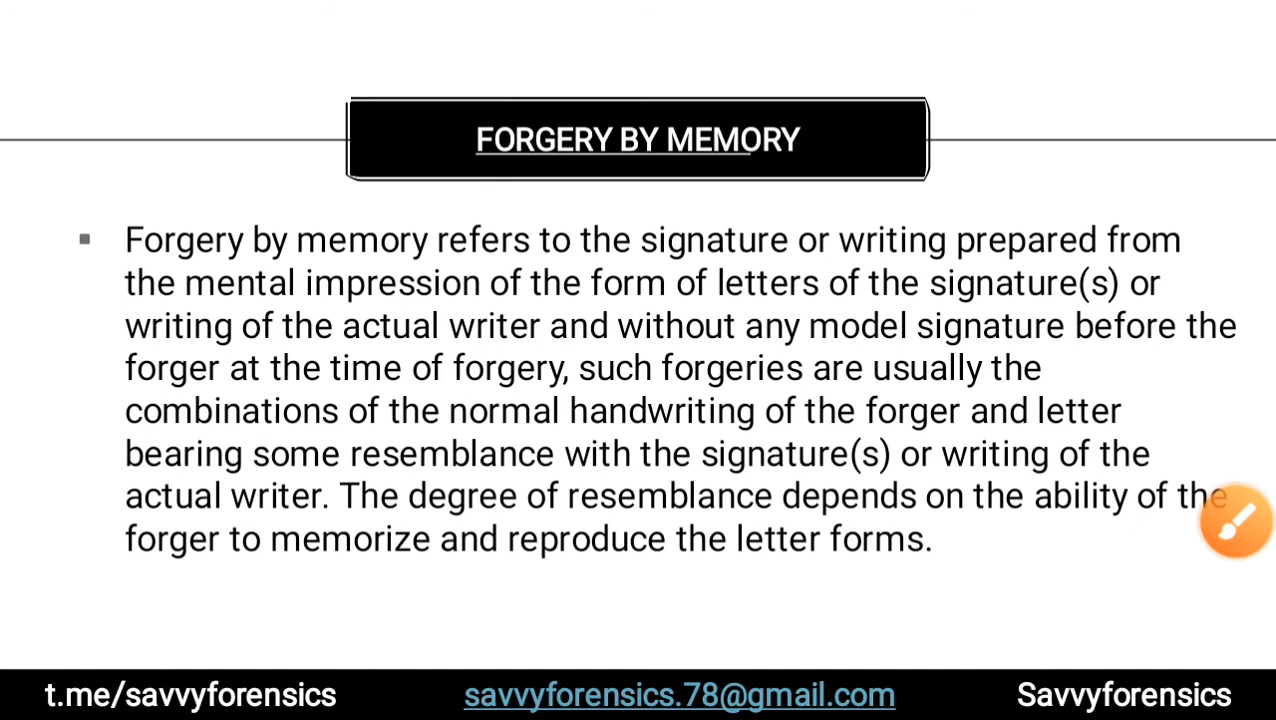 FORGERY BY MEMORY
Forgery by memory refers to the signature or writing prepared from
the mental impression of the form of letters of the signature(s) or
writing of the actual writer and without any model signature before the
forger at the time of forgery, such forgeries are usually the
combinations of the normal handwriting of the forger and letter
bearing some resemblance with the signature(s) or writing of the
actual writer. The degree of resemblance depends on the ability of the
forger to memorize and reproduce the letter forms.
t.me/savvyforensics savvyforensics.78@gmail.com Savvyforensics